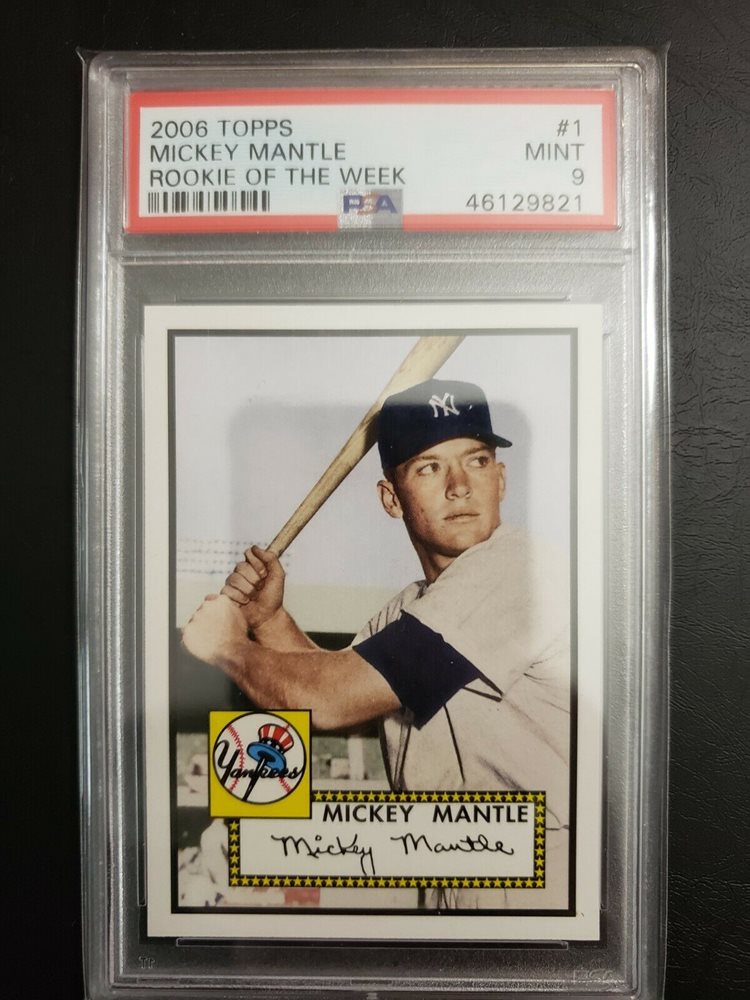 2006 TOPPS #1
MICKEY MANTLE MINT
ROOKIE OF THE WEEK 9
PSA 46129821
NY
Yankees
MICKEY MANTLE
Mickey Mantle